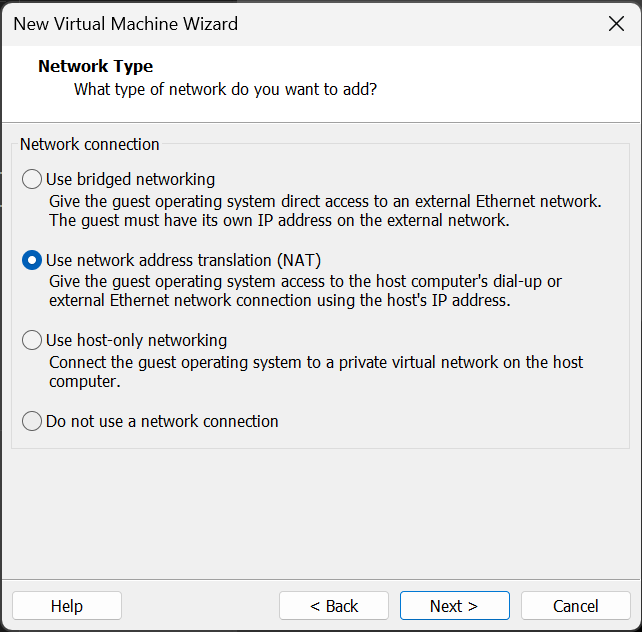 New Virtual Machine Wizard
Network Type
What type of network do you want to add?
Network connection
Use bridged networking
Give the guest operating system direct access to an external Ethernet network.
The guest must have its own IP address on the external network.
Use network address translation (NAT)
Give the guest operating system access to the host computer's dial-up or
external Ethernet network connection using the host's IP address.
Use host-only networking
Connect the guest operating system to a private virtual network on the host
computer.
Do not use a network connection
Help
< Back
Next >
Cancel